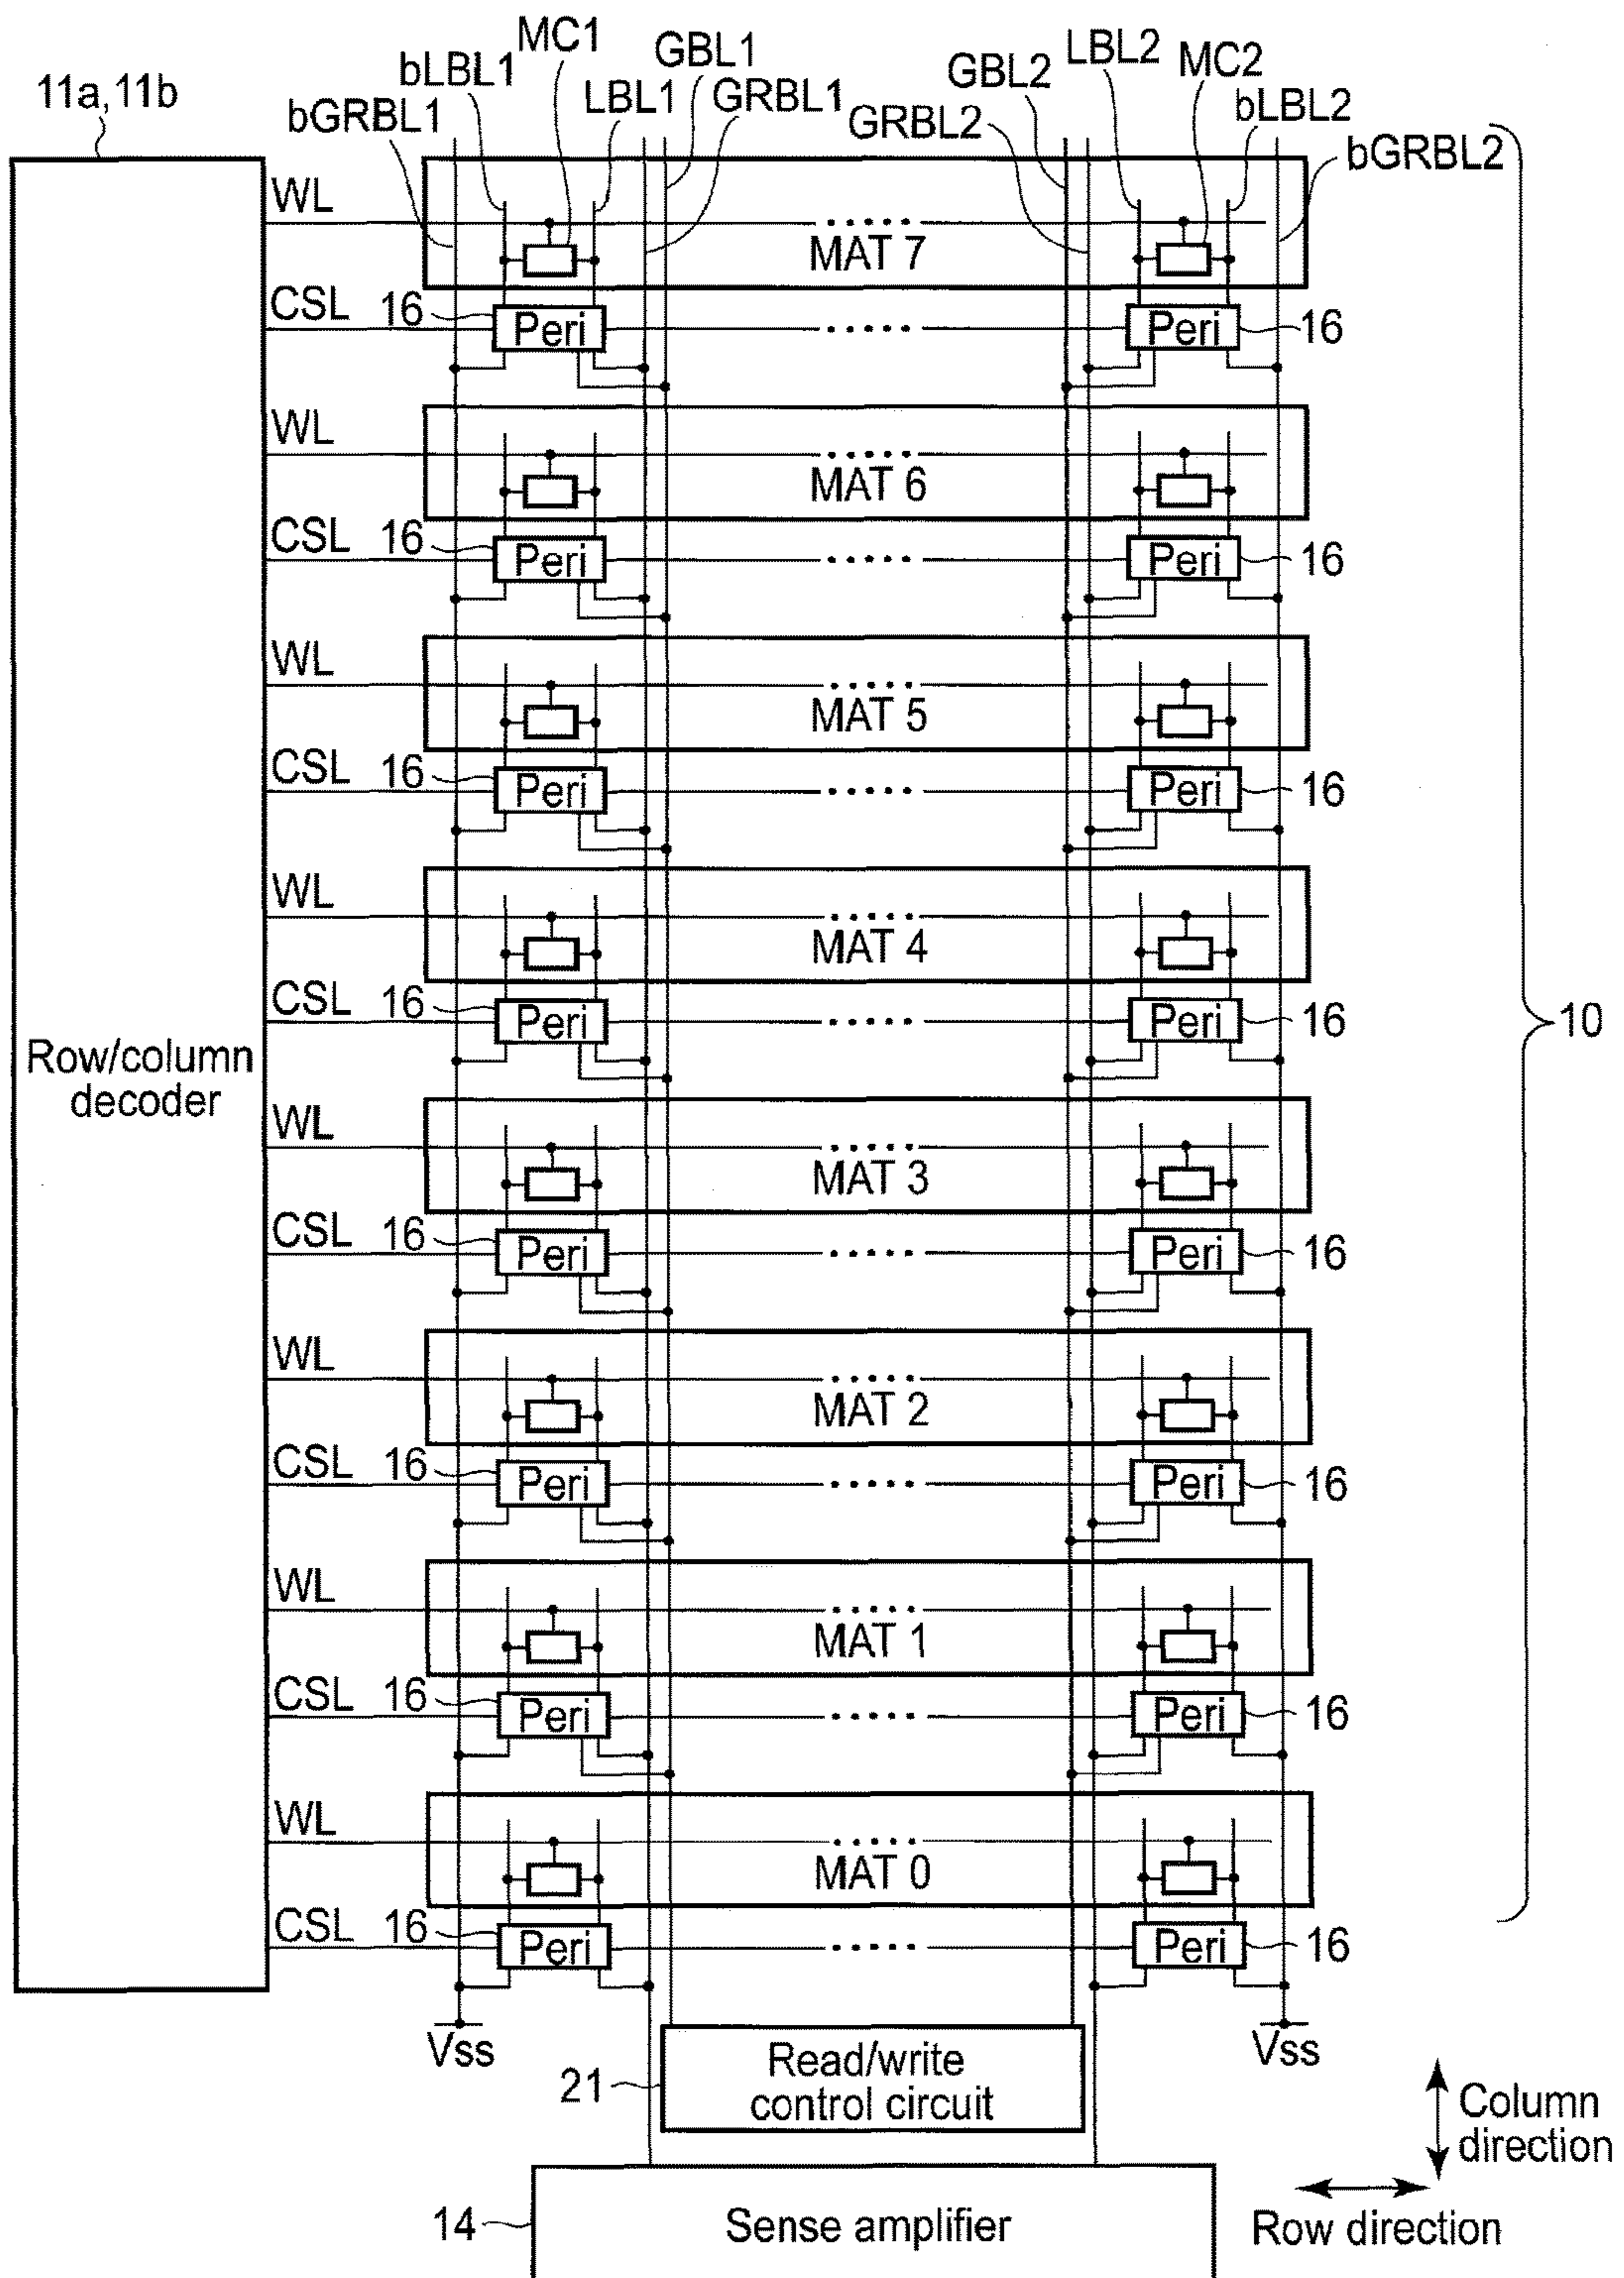 11a,11b
bGRBL1
bLBL1
MC1
LBL1
GBL1
GRBL1
GRBL2
GBL2
LBL2
MC2
bLBL2
bGRBL2
WL
MAT 7
CSL
16
Peri
Peri
16
WL
MAT 6
CSL
16
Peri
Peri
16
WL
MAT 5
CSL
16
Peri
Peri
16
WL
MAT 4
CSL
16
Peri
Peri
16
10
Row/column
decoder
WL
MAT 3
CSL
16
Peri
Peri
16
WL
MAT 2
CSL
16
Peri
Peri
16
WL
MAT 1
CSL
16
Peri
Peri
16
WL
MAT 0
CSL
16
Peri
Peri
16
Vss
Vss
21
Read/write
control circuit
Column
direction
14
Sense amplifier
Row direction